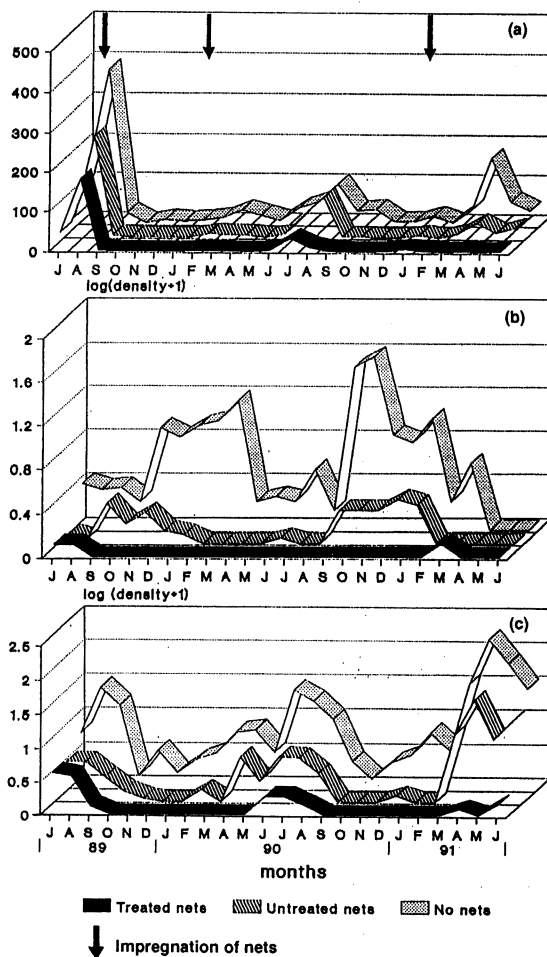 (a)
500
400
300
200
100
0
J A S O N D J F M A M J J A S O N D J F M A M J
log(density+1)
(b)
2
1.6
1.2
0.8
0.4
0
J A S O N D J F M A M J J A S O N D J F M A M J
log (density+1)
(c)
2.5
2
1.5
1
0.5
0
J A S O N D J F M A M J J A S O N D J F M A M J
89 90 91
months
Treated nets Untreated nets No nets
Impregnation of nets